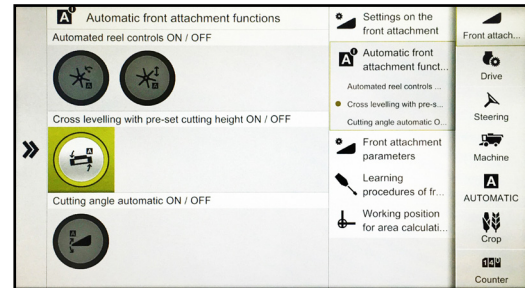 Automatic front attachment functions
Automated reel controls ON / OFF
Cross levelling with pre-set cutting height ON / OFF
Cutting angle automatic ON / OFF
Settings on the
front attachment
Automatic front
attachment funct...
Automated reel controls ...
Cross levelling with pre-s...
Cutting angle automatic O...
Front attachment
parameters
Learning
procedures of fr...
Working position
for area calculati...
Front attach...
Drive
Steering
Machine
A
AUTOMATIC
Crop
Counter